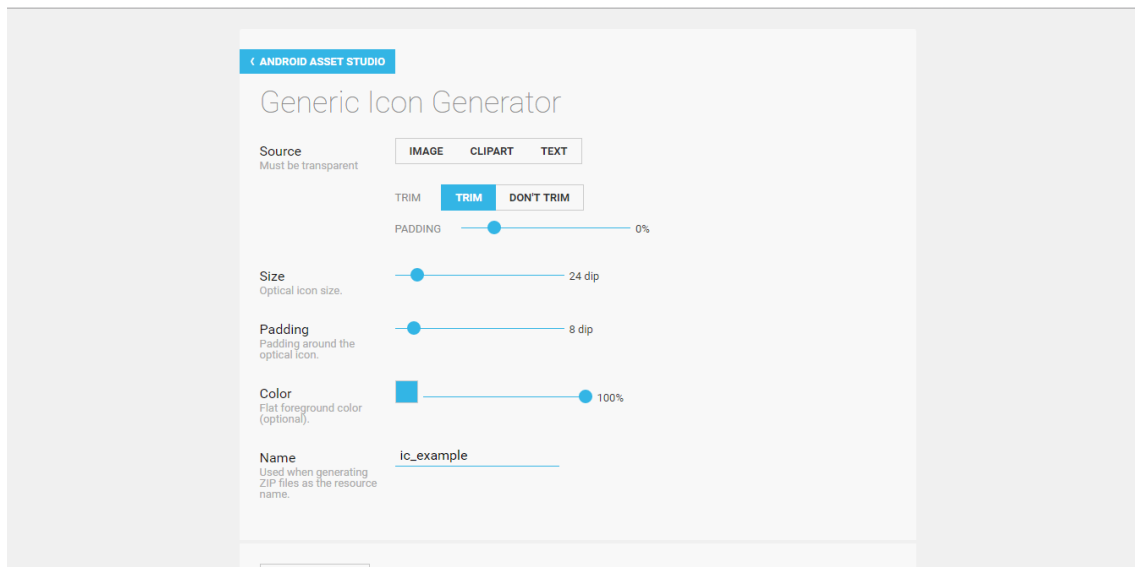 ‹ ANDROID ASSET STUDIO
Generic Icon Generator
Source
Must be transparent
IMAGE CLIPART TEXT
TRIM TRIM DON'T TRIM
PADDING 0%
Size
Optical icon size.
24 dip
Padding
Padding around the
optical icon.
8 dip
Color
Flat foreground color
(optional).
100%
Name
Used when generating
ZIP files as the resource
name.
ic_example